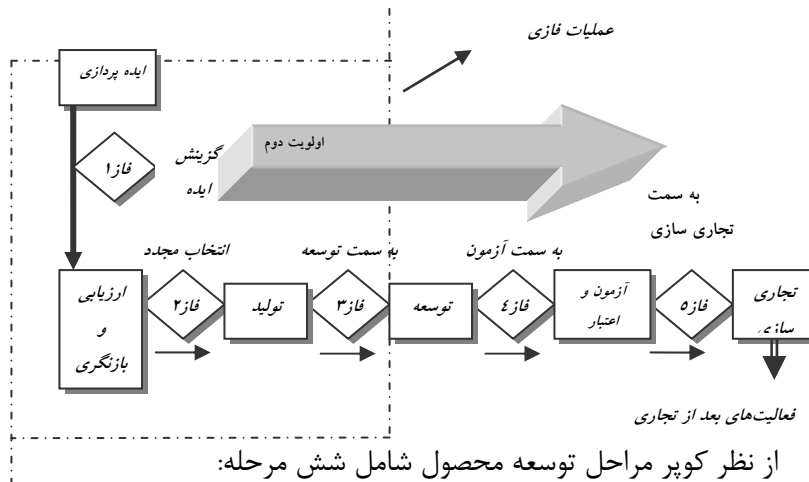 عملیات فازی
ایده پردازی
اولویت دوم
گزینش
ایده
فاز۱
به سمت
تجاری سازی
انتخاب مجدد
به سمت توسعه
به سمت آزمون
ارزیابی
و
بازنگری
فاز۲
تولید
فاز۳
توسعه
فاز٤
آزمون و
اعتبار
فاز٥
تجاری
سازی
فعالیت‌های بعد از تجاری
از نظر کوپر مراحل توسعه محصول شامل شش مرحله: